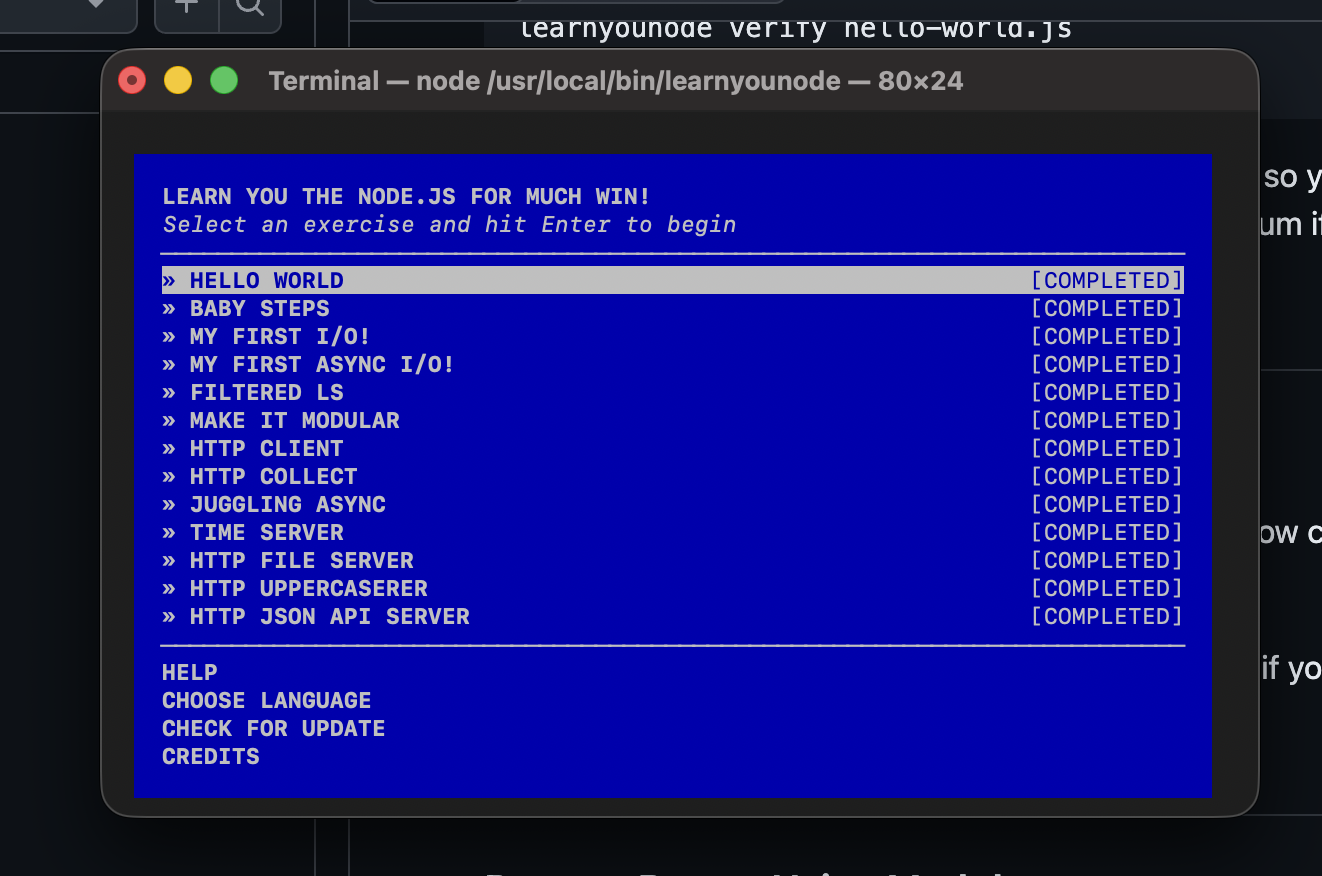 learnyounode verify hello-world.js
Terminal — node /usr/local/bin/learnyounode — 80×24
so y
um if
LEARN YOU THE NODE.JS FOR MUCH WIN!
Select an exercise and hit Enter to begin
» HELLO WORLD [COMPLETED]
» BABY STEPS [COMPLETED]
» MY FIRST I/O! [COMPLETED]
» MY FIRST ASYNC I/O! [COMPLETED]
» FILTERED LS [COMPLETED]
» MAKE IT MODULAR [COMPLETED]
» HTTP CLIENT [COMPLETED]
» HTTP COLLECT [COMPLETED]
» JUGGLING ASYNC [COMPLETED]
» TIME SERVER [COMPLETED]
ow c
» HTTP FILE SERVER [COMPLETED]
» HTTP UPPERCASERER [COMPLETED]
» HTTP JSON API SERVER [COMPLETED]
HELP
if yo
CHOOSE LANGUAGE
CHECK FOR UPDATE
CREDITS